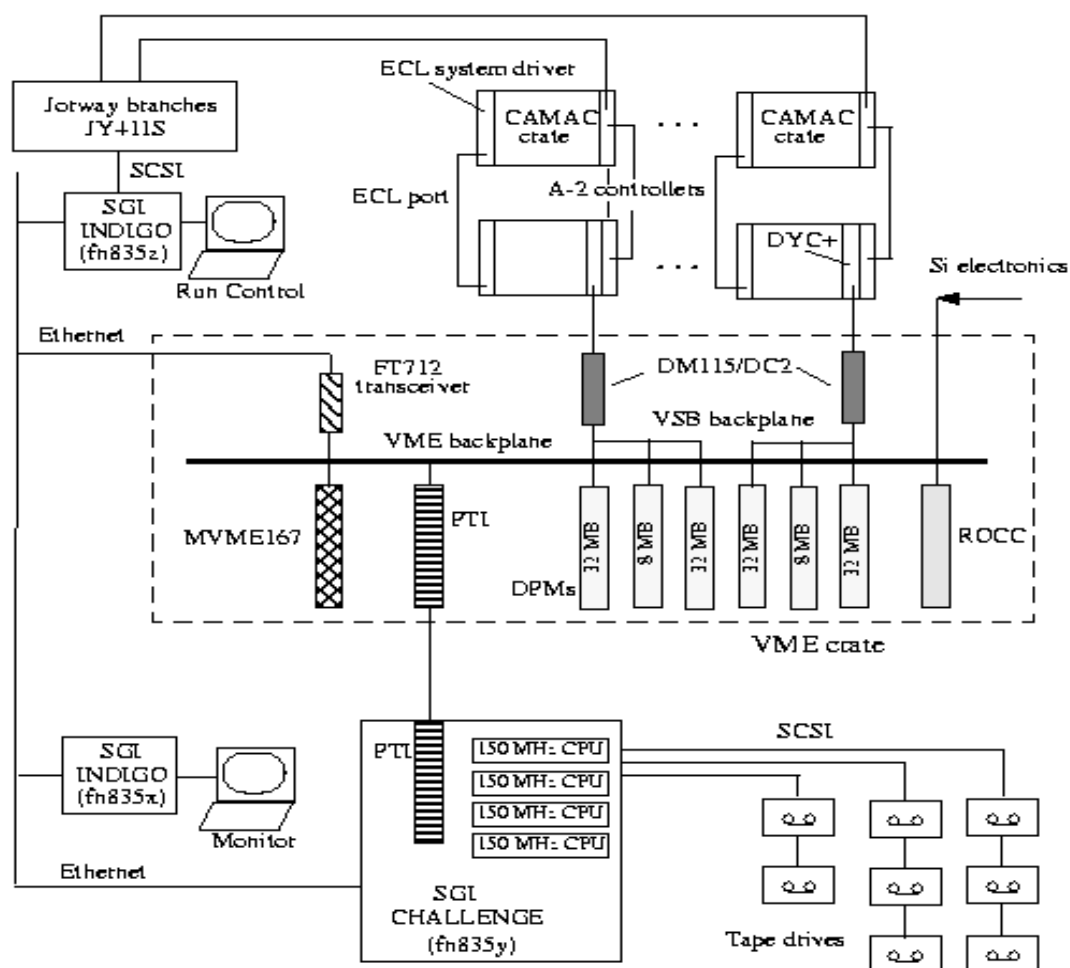 ECL system driver
Jorway branches
JY411S
CAMAC
crate
. . .
CAMAC
crate
SCSI
ECL port
A-2 controllers
SGI
INDIGO
(fn835z)
Run Control
. . .
DYC+
Si electronics
Ethernet
FT712
transceiver
DM115/DC2
VSB backplane
VME backplane
MVME167
PTI
DPMs
32 MB
8 MB
32 MB
32 MB
8 MB
32 MB
ROCC
VME crate
SGI
INDIGO
(fn835x)
Monitor
PTI
150 MHz CPU
150 MHz CPU
150 MHz CPU
150 MHz CPU
SCSI
Ethernet
SGI
CHALLENGE
(fn835y)
Tape drives